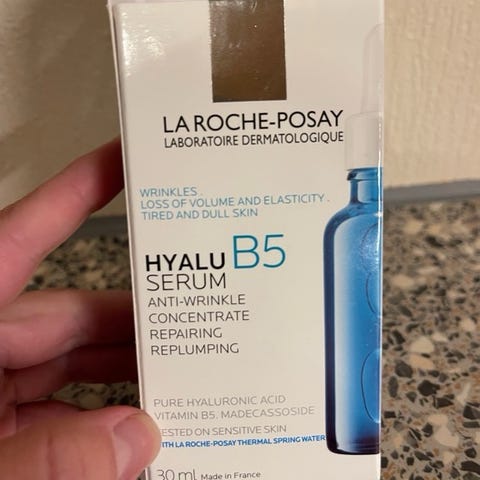 LA ROCHE-POSAY
LABORATOIRE DERMATOLOGIQUE
WRINKLES .
LOSS OF VOLUME AND ELASTICITY .
TIRED AND DULL SKIN
HYALU B5
SERUM
ANTI-WRINKLE
CONCENTRATE
REPAIRING
REPLUMPING
PURE HYALURONIC ACID
VITAMIN B5. MADECASSOSIDE
TESTED ON SENSITIVE SKIN
WITH LA ROCHE-POSAY THERMAL SPRING WATER
30 ml Made in France